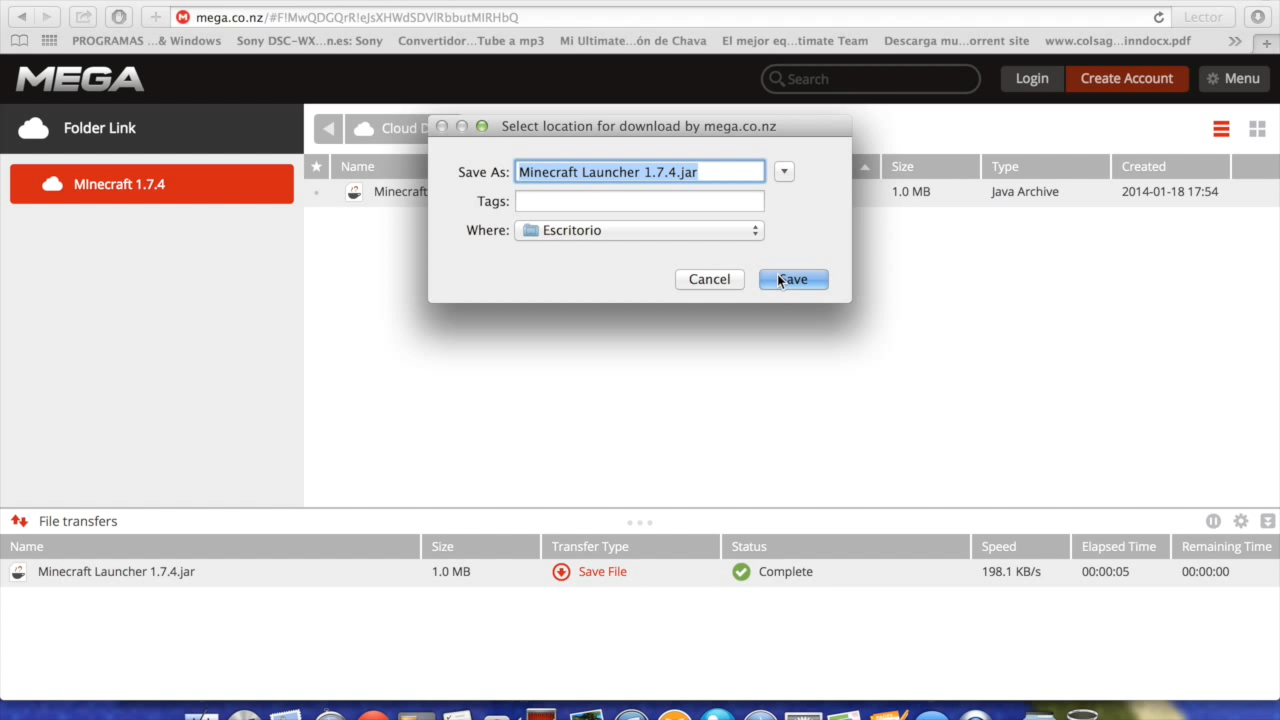 mega.co.nz/#F!MwQDGQrR!eJsXHWdSDVlRbbutMIRHbQ
Lector
PROGRAMAS ...& Windows
Sony DSC-WX...n.es: Sony
Convertidor...Tube a mp3
Mi Ultimate...ón de Chava
El mejor eq...timate Team
Descarga mu...orrent site
www.colsag...inndocx.pdf
MEGA
Search
Login
Create Account
Menu
Folder Link
MInecraft 1.7.4
Cloud D
Name
Size
Type
Created
Minecraft
1.0 MB
Java Archive
2014-01-18 17:54
Select location for download by mega.co.nz
Save As:
Minecraft Launcher 1.7.4.jar
Tags:
Where:
Escritorio
Cancel
Save
File transfers
Name
Size
Transfer Type
Status
Speed
Elapsed Time
Remaining Time
Minecraft Launcher 1.7.4.jar
1.0 MB
Save File
Complete
198.1 KB/s
00:00:05
00:00:00